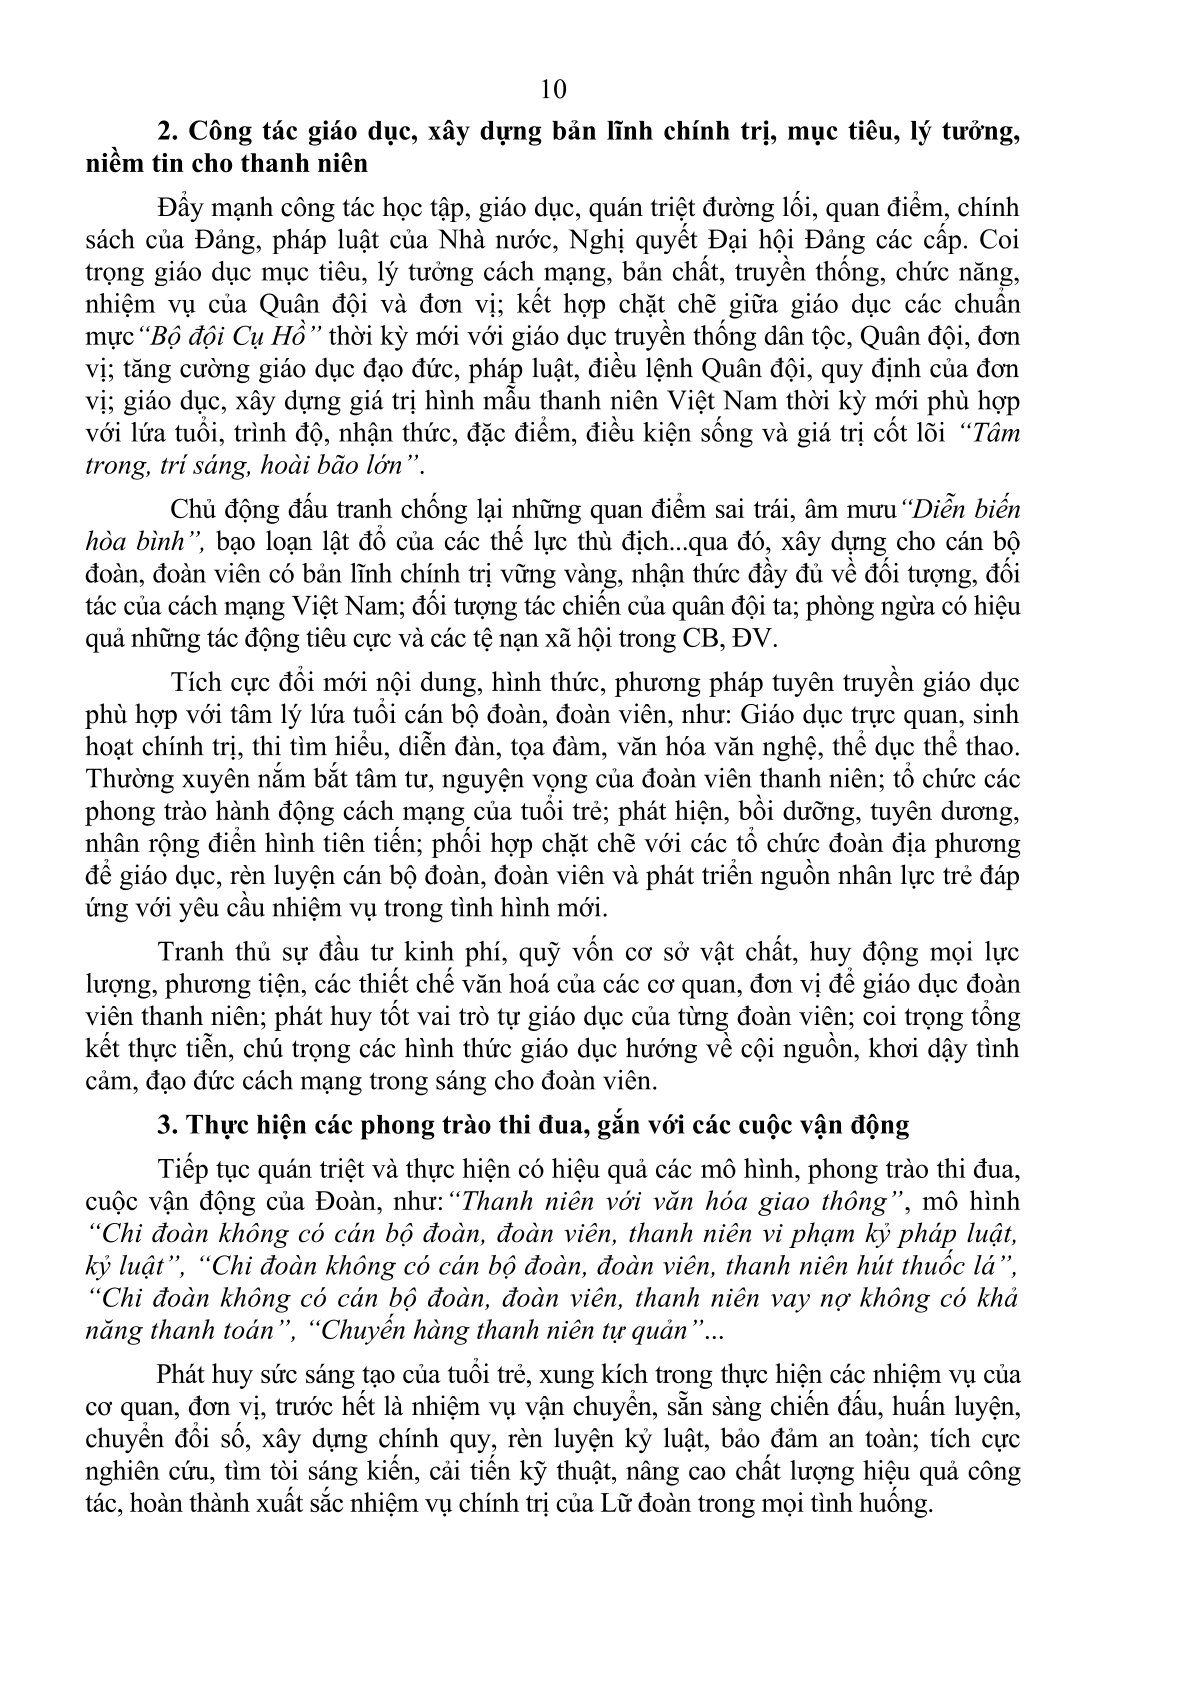 10
2. Công tác giáo dục, xây dựng bản lĩnh chính trị, mục tiêu, lý tưởng,
niềm tin cho thanh niên
Đẩy mạnh công tác học tập, giáo dục, quán triệt đường lối, quan điểm, chính
sách của Đảng, pháp luật của Nhà nước, Nghị quyết Đại hội Đảng các cấp. Coi
trọng giáo dục mục tiêu, lý tưởng cách mạng, bản chất, truyền thống, chức năng,
nhiệm vụ của Quân đội và đơn vị; kết hợp chặt chẽ giữa giáo dục các chuẩn
mực“Bộ đội Cụ Hồ” thời kỳ mới với giáo dục truyền thống dân tộc, Quân đội, đơn
vị; tăng cường giáo dục đạo đức, pháp luật, điều lệnh Quân đội, quy định của đơn
vị; giáo dục, xây dựng giá trị hình mẫu thanh niên Việt Nam thời kỳ mới phù hợp
với lứa tuổi, trình độ, nhận thức, đặc điểm, điều kiện sống và giá trị cốt lõi “Tâm
trong, trí sáng, hoài bão lớn”.
Chủ động đấu tranh chống lại những quan điểm sai trái, âm mưu“Diễn biến
hòa bình”, bạo loạn lật đổ của các thế lực thù địch...qua đó, xây dựng cho cán bộ
đoàn, đoàn viên có bản lĩnh chính trị vững vàng, nhận thức đầy đủ về đối tượng, đối
tác của cách mạng Việt Nam; đối tượng tác chiến của quân đội ta; phòng ngừa có hiệu
quả những tác động tiêu cực và các tệ nạn xã hội trong CB, ĐV.
Tích cực đổi mới nội dung, hình thức, phương pháp tuyên truyền giáo dục
phù hợp với tâm lý lứa tuổi cán bộ đoàn, đoàn viên, như: Giáo dục trực quan, sinh
hoạt chính trị, thi tìm hiểu, diễn đàn, tọa đàm, văn hóa văn nghệ, thể dục thể thao.
Thường xuyên nắm bắt tâm tư, nguyện vọng của đoàn viên thanh niên; tổ chức các
phong trào hành động cách mạng của tuổi trẻ; phát hiện, bồi dưỡng, tuyên dương,
nhân rộng điển hình tiên tiến; phối hợp chặt chẽ với các tổ chức đoàn địa phương
để giáo dục, rèn luyện cán bộ đoàn, đoàn viên và phát triển nguồn nhân lực trẻ đáp
ứng với yêu cầu nhiệm vụ trong tình hình mới.
Tranh thủ sự đầu tư kinh phí, quỹ vốn cơ sở vật chất, huy động mọi lực
lượng, phương tiện, các thiết chế văn hoá của các cơ quan, đơn vị để giáo dục đoàn
viên thanh niên; phát huy tốt vai trò tự giáo dục của từng đoàn viên; coi trọng tổng
kết thực tiễn, chú trọng các hình thức giáo dục hướng về cội nguồn, khơi dậy tình
cảm, đạo đức cách mạng trong sáng cho đoàn viên.
3. Thực hiện các phong trào thi đua, gắn với các cuộc vận động
Tiếp tục quán triệt và thực hiện có hiệu quả các mô hình, phong trào thi đua,
cuộc vận động của Đoàn, như:“Thanh niên với văn hóa giao thông”, mô hình
“Chi đoàn không có cán bộ đoàn, đoàn viên, thanh niên vi phạm kỷ pháp luật,
kỷ luật”, “Chi đoàn không có cán bộ đoàn, đoàn viên, thanh niên hút thuốc lá”,
“Chi đoàn không có cán bộ đoàn, đoàn viên, thanh niên vay nợ không có khả
năng thanh toán”, “Chuyến hàng thanh niên tự quản”...
Phát huy sức sáng tạo của tuổi trẻ, xung kích trong thực hiện các nhiệm vụ của
cơ quan, đơn vị, trước hết là nhiệm vụ vận chuyển, sẵn sàng chiến đấu, huấn luyện,
chuyển đổi số, xây dựng chính quy, rèn luyện kỷ luật, bảo đảm an toàn; tích cực
nghiên cứu, tìm tòi sáng kiến, cải tiến kỹ thuật, nâng cao chất lượng hiệu quả công
tác, hoàn thành xuất sắc nhiệm vụ chính trị của Lữ đoàn trong mọi tình huống.